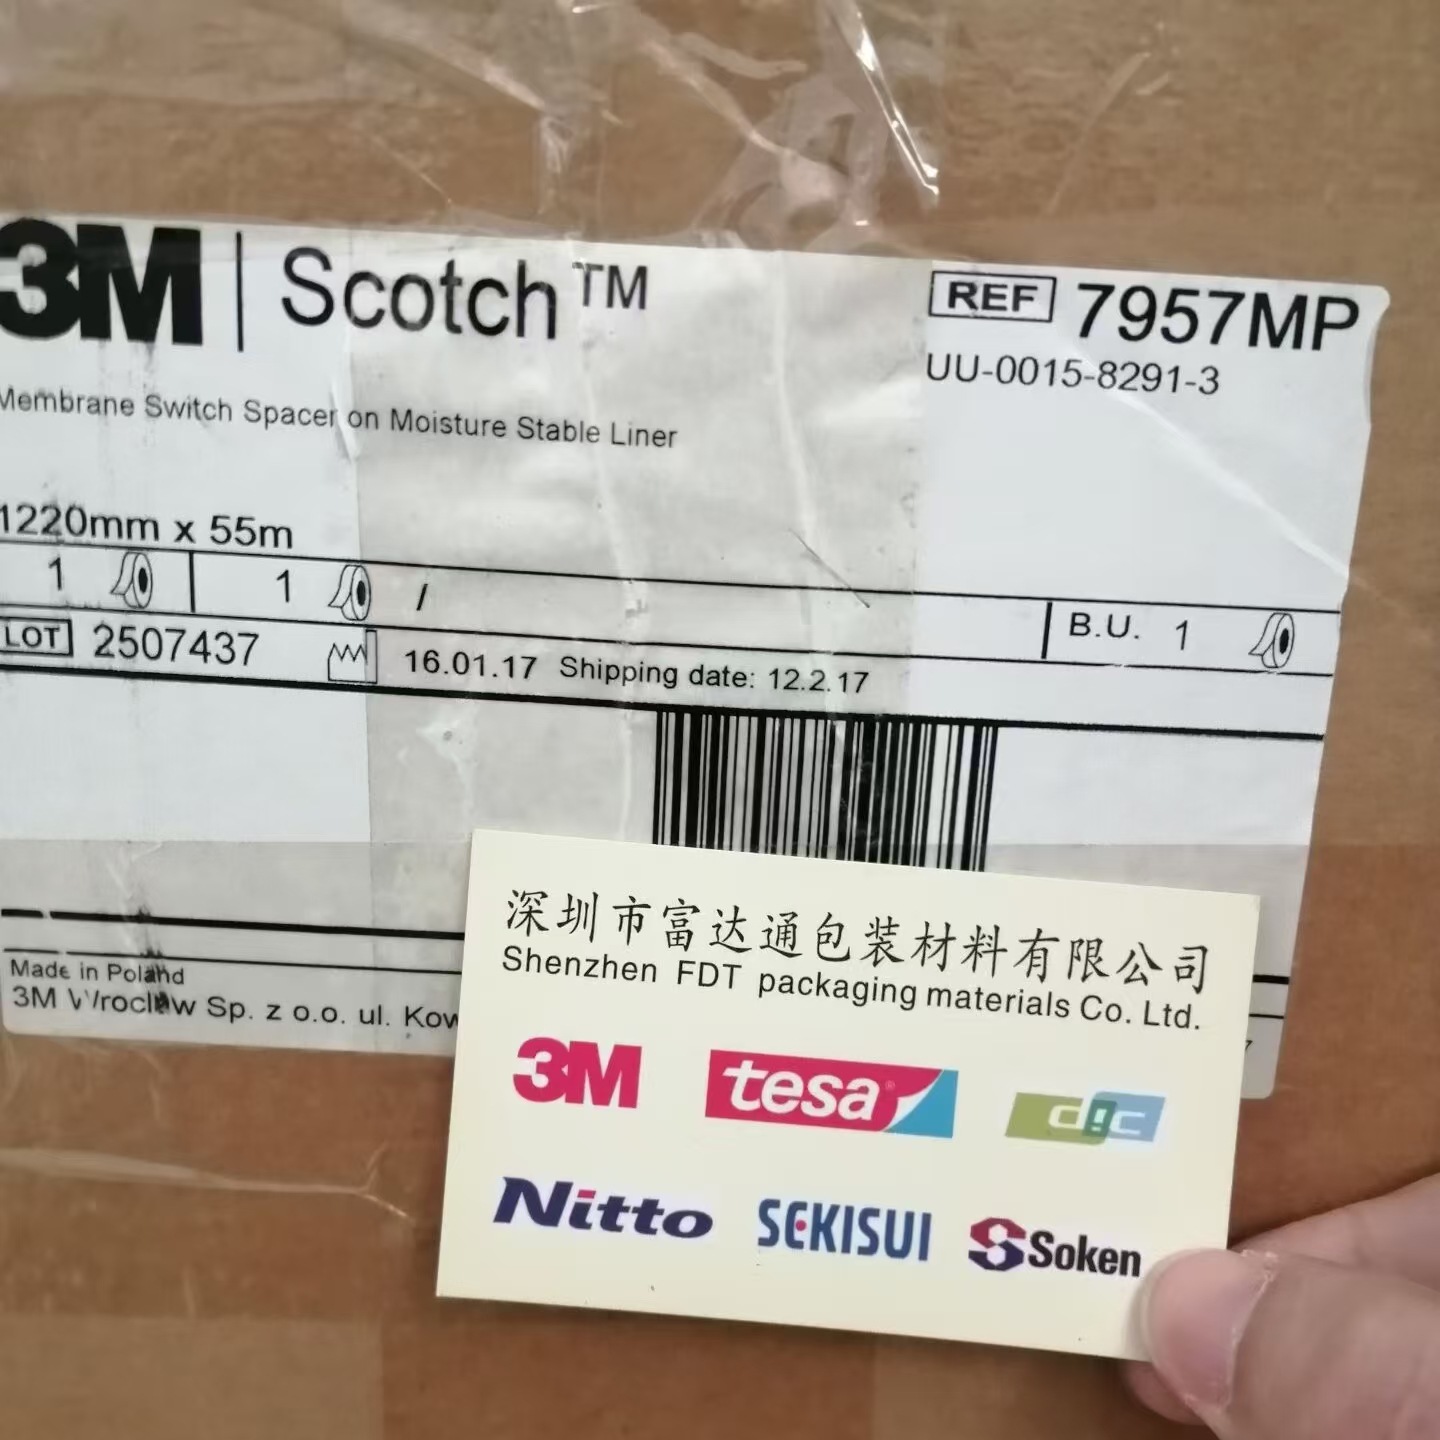 3M Scotch™
REF 7957MP
UU-0015-8291-3
Membrane Switch Spacer on Moisture Stable Liner
1220mm x 55m
1 1 / B.U. 1
LOT 2507437 16.01.17 Shipping date: 12.2.17
Made in Poland
3M Wroclaw Sp. z o.o. ul. Kow
深圳市富达通包装材料有限公司
Shenzhen FDT packaging materials Co. Ltd.
3M tesa® dic
Nitto SEKISUI Soken